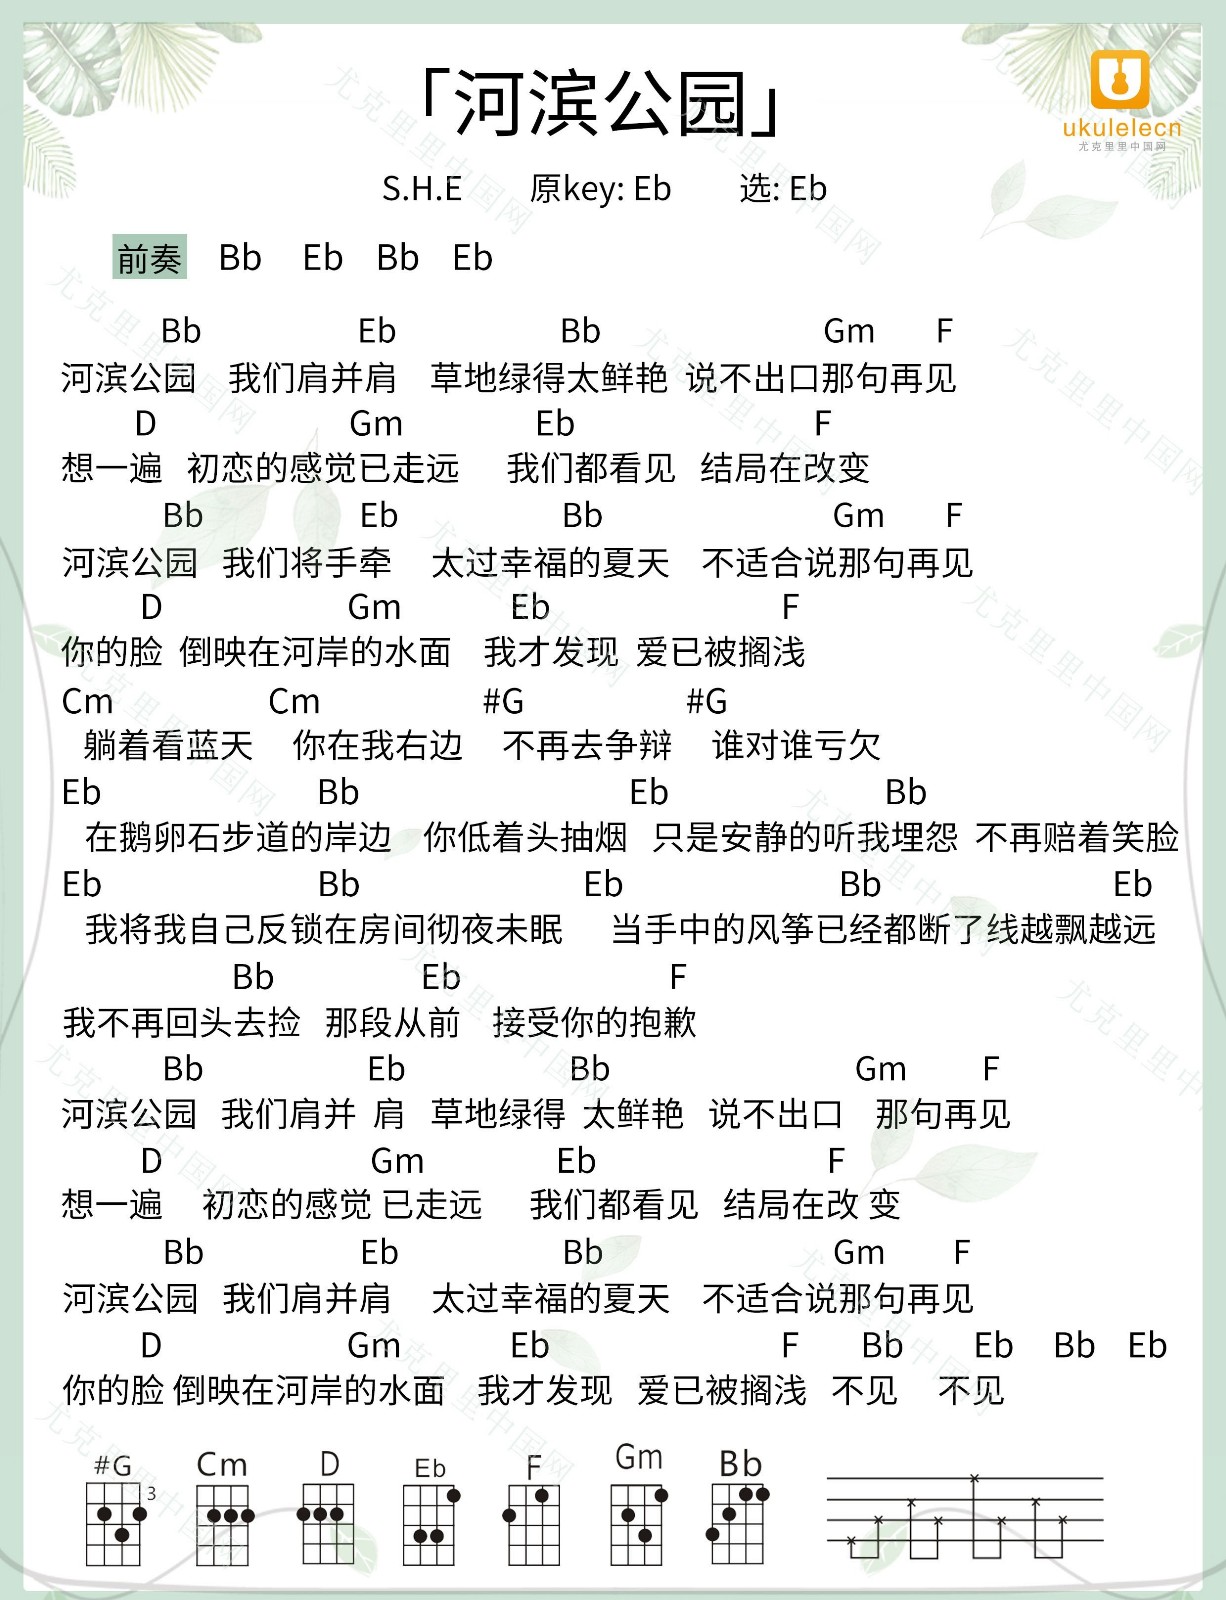 「河滨公园」
ukulelecn
尤克里里中国网
S.H.E 原key: Eb 选: Eb
前奏 Bb Eb Bb Eb
Bb Eb Bb Gm F
河滨公园 我们肩并肩 草地绿得太鲜艳 说不出口那句再见
D Gm Eb F
想一遍 初恋的感觉已走远 我们都看见 结局在改变
Bb Eb Bb Gm F
河滨公园 我们将手牵 太过幸福的夏天 不适合说那句再见
D Gm Eb F
你的脸 倒映在河岸的水面 我才发现 爱已被搁浅
Cm Cm #G #G
躺着看蓝天 你在我右边 不再去争辩 谁对谁亏欠
Eb Bb Eb Bb
在鹅卵石步道的岸边 你低着头抽烟 只是安静的听我埋怨 不再赔着笑脸
Eb Bb Eb Bb Eb
我将我自己反锁在房间彻夜未眠 当手中的风筝已经都断了线越飘越远
Bb Eb F
我不再回头去捡 那段从前 接受你的抱歉
Bb Eb Bb Gm F
河滨公园 我们肩并 肩 草地绿得 太鲜艳 说不出口 那句再见
D Gm Eb F
想一遍 初恋的感觉 已走远 我们都看见 结局在改 变
Bb Eb Bb Gm F
河滨公园 我们肩并肩 太过幸福的夏天 不适合说那句再见
D Gm Eb F Bb Eb Bb Eb
你的脸 倒映在河岸的水面 我才发现 爱已被搁浅 不见 不见
#G Cm D Eb F Gm Bb
3